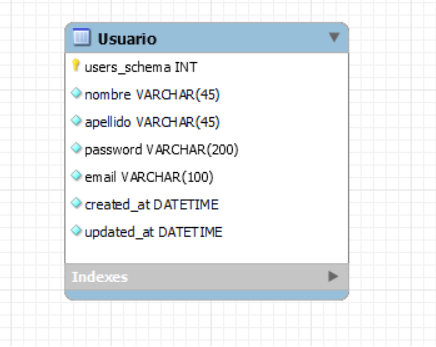 Usuario
users_schema INT
nombre VARCHAR(45)
apellido VARCHAR(45)
password VARCHAR(200)
email VARCHAR(100)
created_at DATETIME
updated_at DATETIME
Indexes